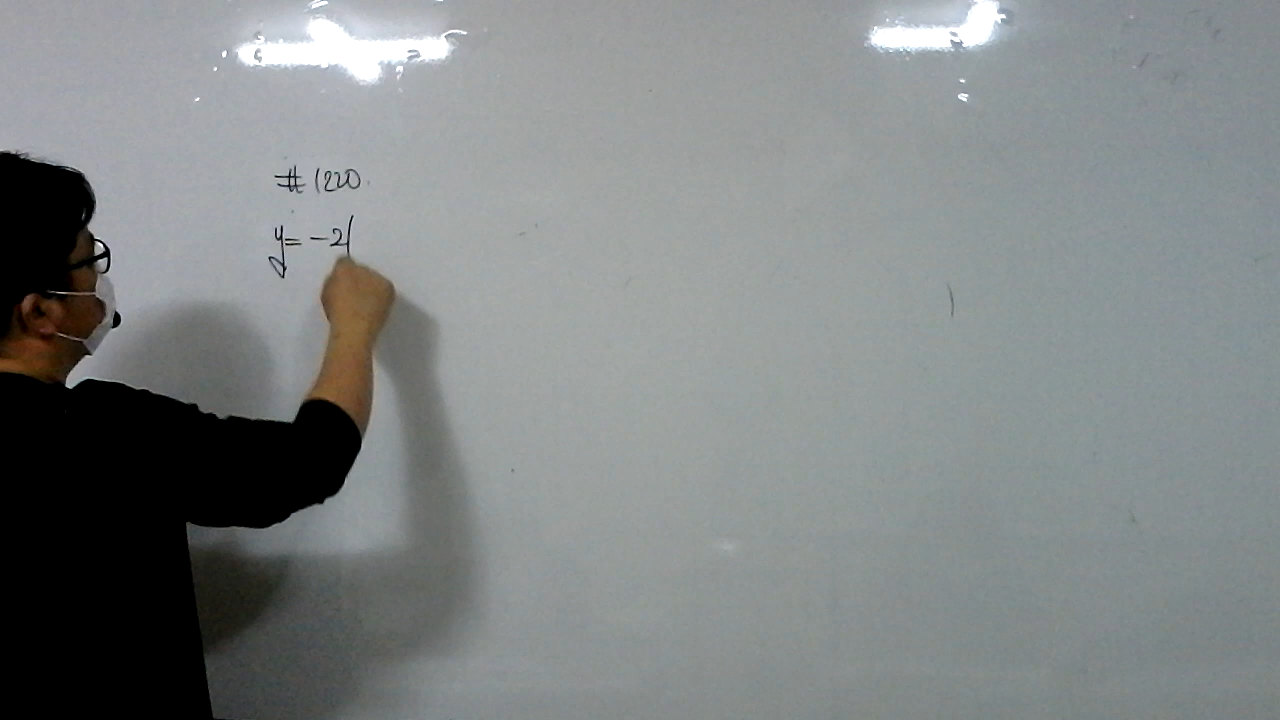 # 1220.
y = -2(